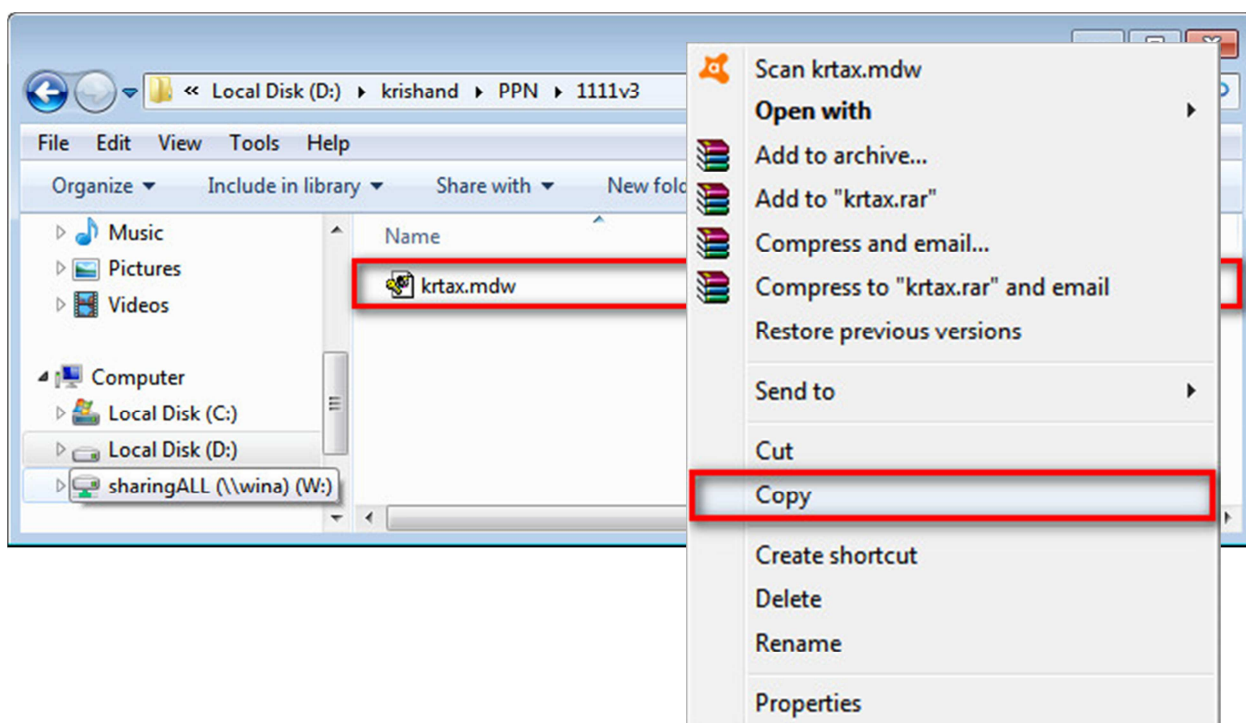 « Local Disk (D:) ▸ krishand ▸ PPN ▸ 1111v3
File Edit View Tools Help
Organize ▾ Include in library ▾ Share with ▾ New fold
Music
Pictures
Videos
Computer
Local Disk (C:)
Local Disk (D:)
sharingALL (\\wina) (W:)
Name
krtax.mdw
Scan krtax.mdw
Open with
Add to archive...
Add to "krtax.rar"
Compress and email...
Compress to "krtax.rar" and email
Restore previous versions
Send to
Cut
Copy
Create shortcut
Delete
Rename
Properties